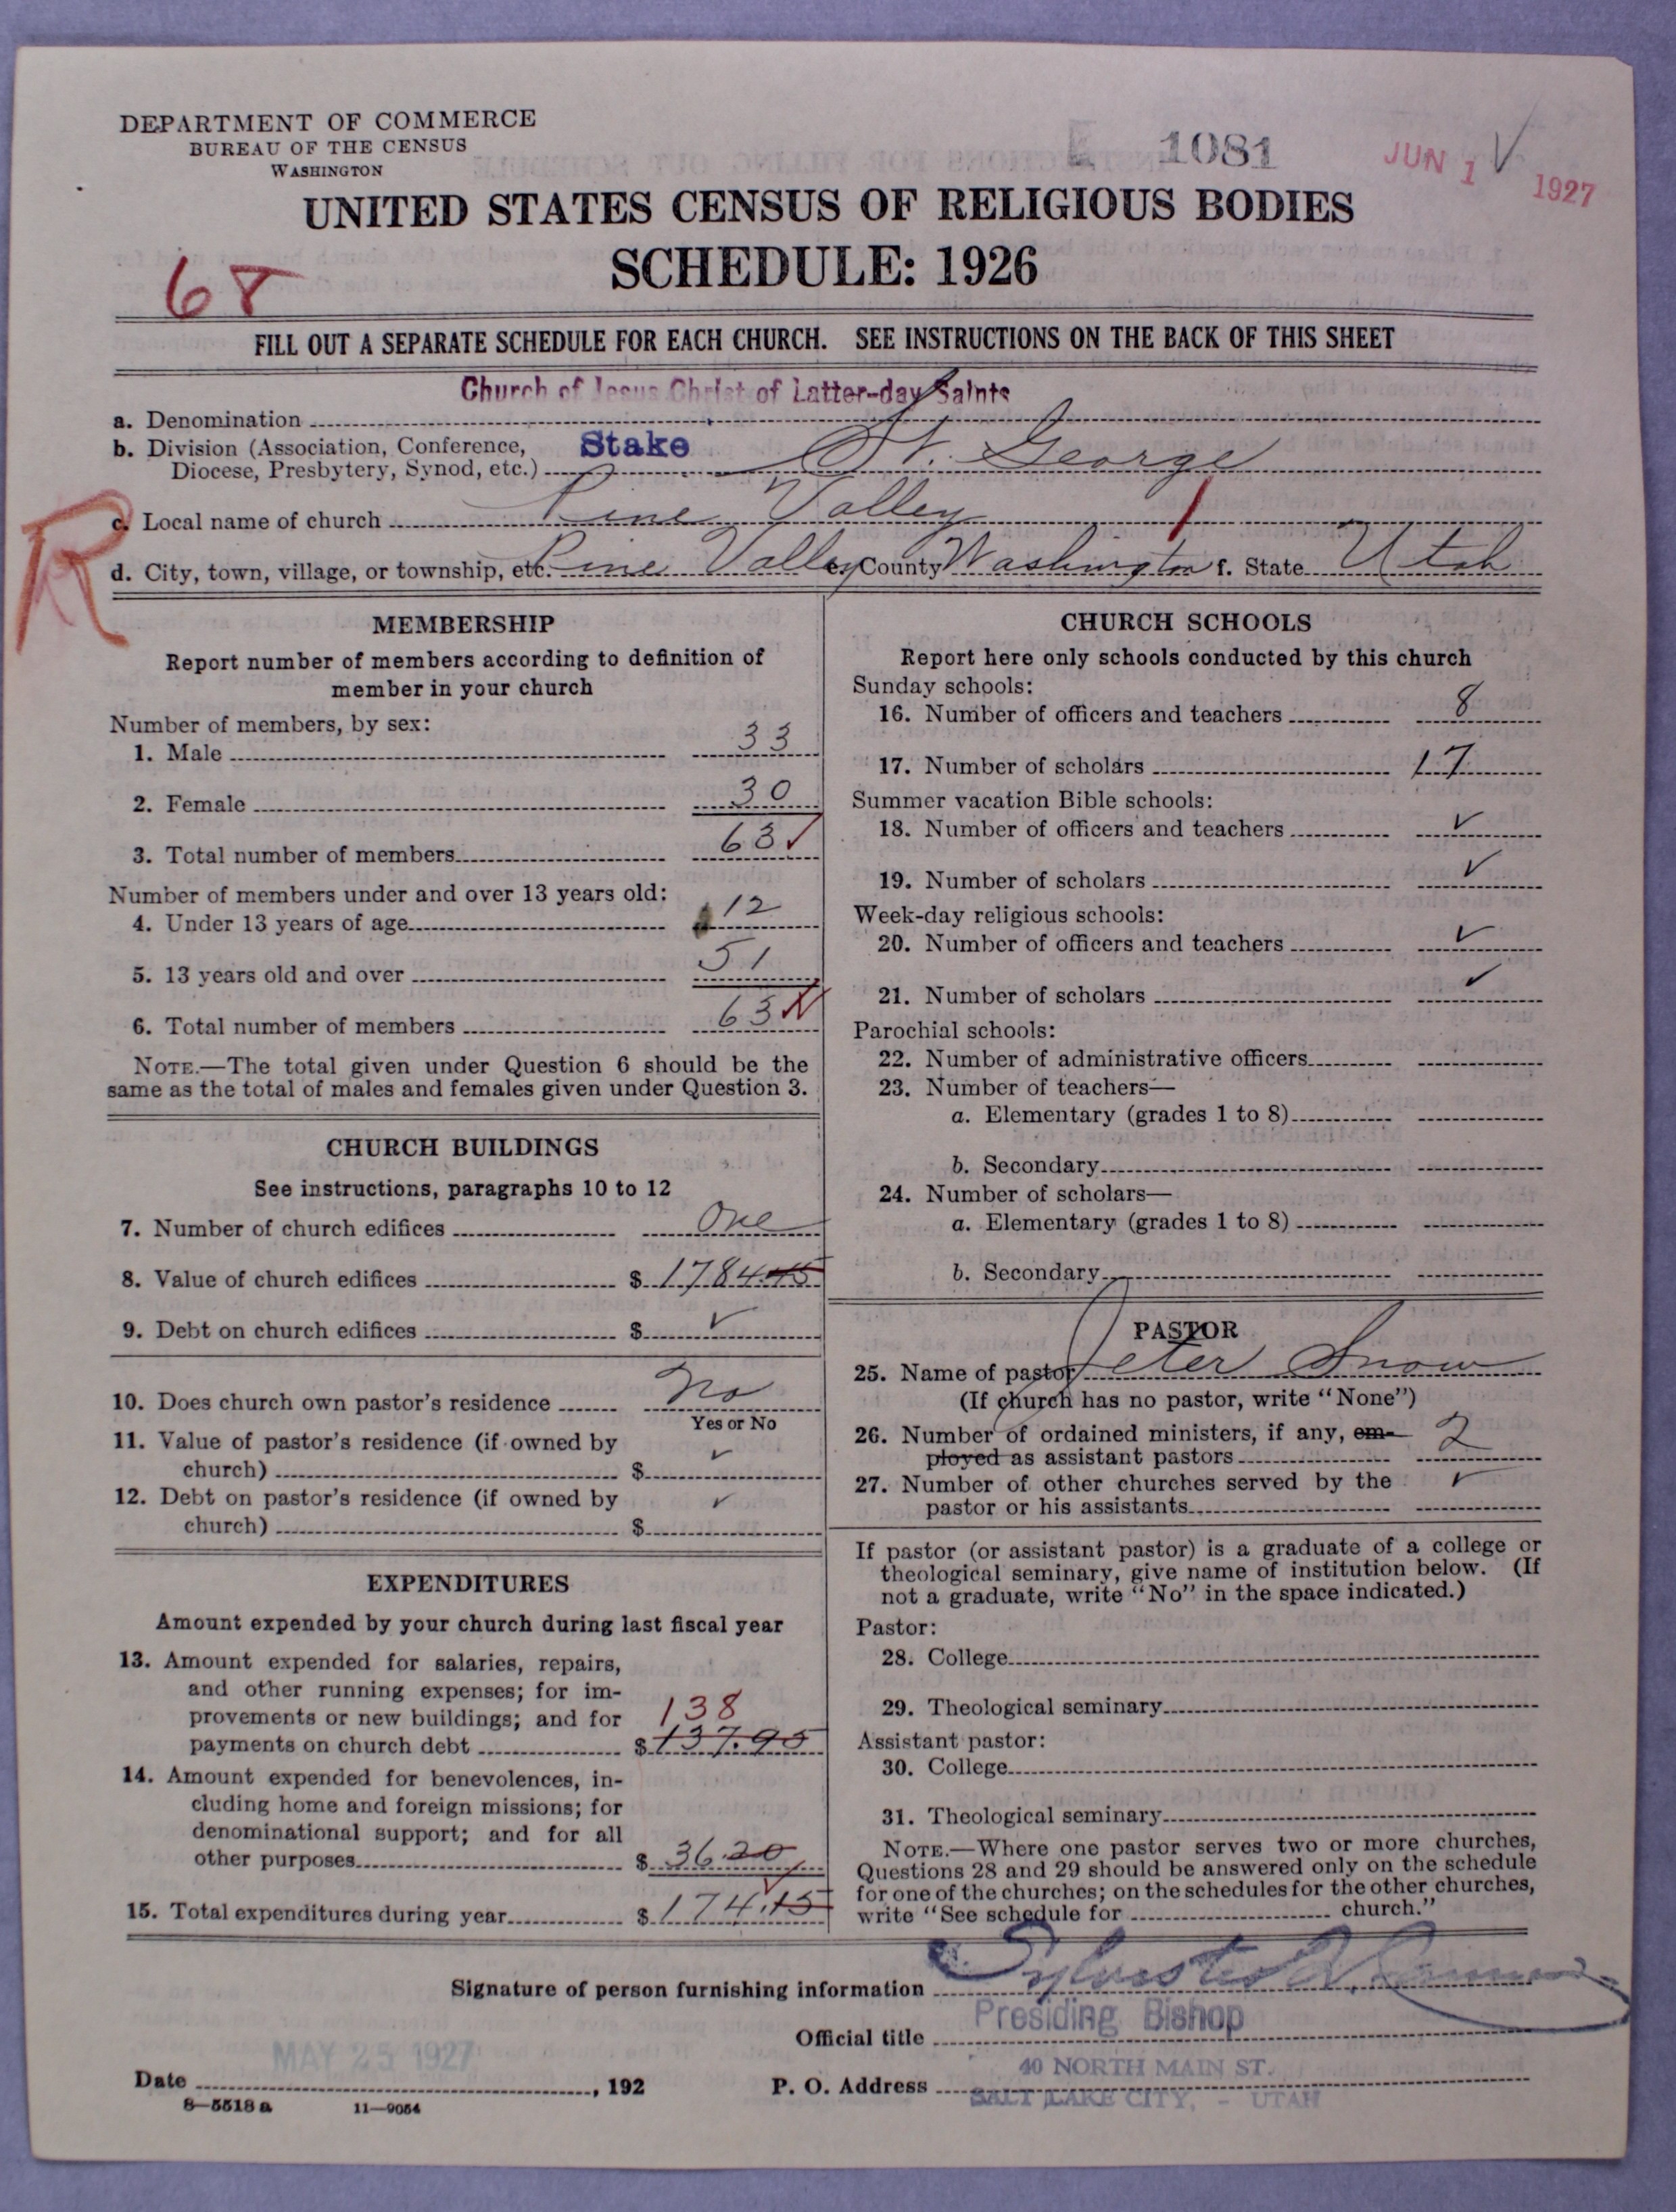 DEPARTMENT OF COMMERCE
BUREAU OF THE CENSUS
WASHINGTON
1081
JUN 1 1927
UNITED STATES CENSUS OF RELIGIOUS BODIES
SCHEDULE: 1926
68
FILL OUT A SEPARATE SCHEDULE FOR EACH CHURCH. SEE INSTRUCTIONS ON THE BACK OF THIS SHEET
Church of Jesus Christ of Latter-day Saints
a. Denomination
b. Division (Association, Conference, Stake St. George
Diocese, Presbytery, Synod, etc.)
R
c. Local name of church Pine Valley
d. City, town, village, or township, etc. Pine Valley e. County Washington f. State Utah
MEMBERSHIP
Report number of members according to definition of
member in your church
Number of members, by sex:
1. Male 33
2. Female 30
3. Total number of members 63
Number of members under and over 13 years old:
4. Under 13 years of age 12
5. 13 years old and over 51
6. Total number of members 63
NOTE.—The total given under Question 6 should be the
same as the total of males and females given under Question 3.
CHURCH BUILDINGS
See instructions, paragraphs 10 to 12
7. Number of church edifices One
8. Value of church edifices $ 1784.45
9. Debt on church edifices $ ✓
10. Does church own pastor's residence No
Yes or No
11. Value of pastor's residence (if owned by
church) $ ✓
12. Debt on pastor's residence (if owned by
church) $ ✓
EXPENDITURES
Amount expended by your church during last fiscal year
13. Amount expended for salaries, repairs,
and other running expenses; for im-
provements or new buildings; and for 138
payments on church debt $ 137.95
14. Amount expended for benevolences, in-
cluding home and foreign missions; for
denominational support; and for all
other purposes $ 36.20
15. Total expenditures during year $ 174.15
CHURCH SCHOOLS
Report here only schools conducted by this church
Sunday schools:
16. Number of officers and teachers 8
17. Number of scholars 17
Summer vacation Bible schools:
18. Number of officers and teachers ✓
19. Number of scholars ✓
Week-day religious schools:
20. Number of officers and teachers ✓
21. Number of scholars ✓
Parochial schools:
22. Number of administrative officers
23. Number of teachers—
a. Elementary (grades 1 to 8)
b. Secondary
24. Number of scholars—
a. Elementary (grades 1 to 8)
b. Secondary
PASTOR
25. Name of pastor Peter Snow
(If church has no pastor, write "None")
26. Number of ordained ministers, if any, em-
ployed as assistant pastors 2
27. Number of other churches served by the ✓
pastor or his assistants
If pastor (or assistant pastor) is a graduate of a college or
theological seminary, give name of institution below. (If
not a graduate, write "No" in the space indicated.)
Pastor:
28. College
29. Theological seminary
Assistant pastor:
30. College
31. Theological seminary
NOTE.—Where one pastor serves two or more churches,
Questions 28 and 29 should be answered only on the schedule
for one of the churches; on the schedules for the other churches,
write "See schedule for church."
Signature of person furnishing information Sylvester Q. Cannon
Official title Presiding Bishop
MAY 25 1927
Date , 192
P. O. Address 40 NORTH MAIN ST.
SALT LAKE CITY, - UTAH
8—5518 a 11—9054